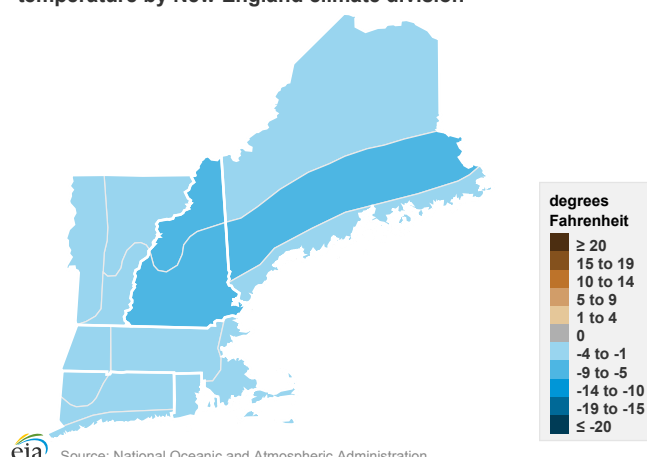 temperature by New England climate division
degrees
Fahrenheit
≥ 20
15 to 19
10 to 14
5 to 9
1 to 4
0
-4 to -1
-9 to -5
-14 to -10
-19 to -15
≤ -20
eia
Source: National Oceanic and Atmospheric Administration